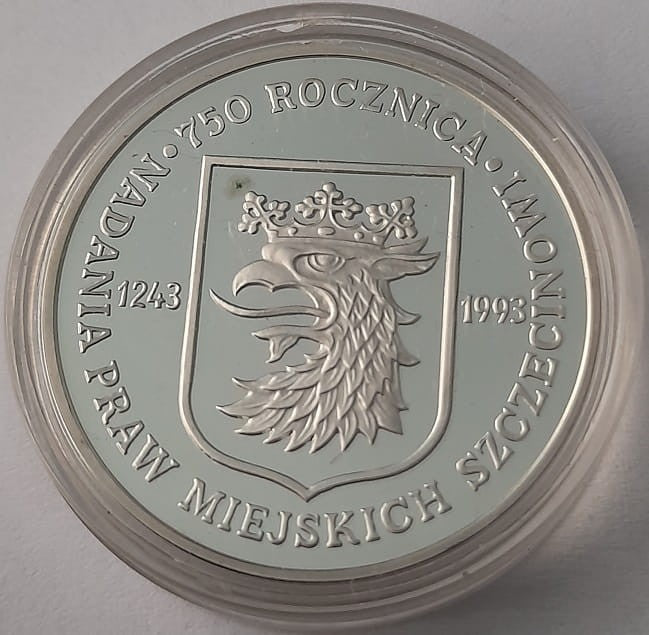 750 ROCZNICA
NADANIA PRAW MIEJSKICH SZCZECINOWI
1243
1993